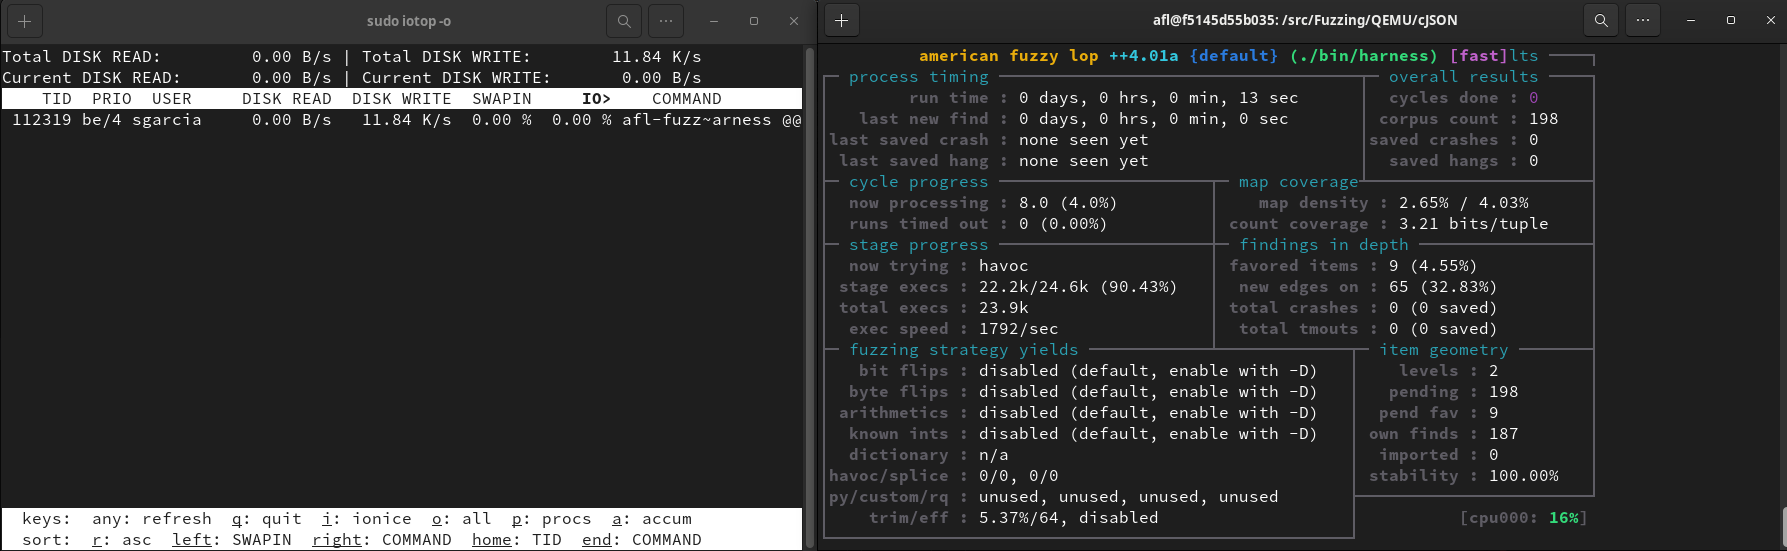 sudo iotop -o
Total DISK READ: 0.00 B/s | Total DISK WRITE: 11.84 K/s
Current DISK READ: 0.00 B/s | Current DISK WRITE: 0.00 B/s
TID PRIO USER DISK READ DISK WRITE SWAPIN IO> COMMAND
112319 be/4 sgarcia 0.00 B/s 11.84 K/s 0.00 % 0.00 % afl-fuzz~arness @@
keys: any: refresh q: quit i: ionice o: all p: procs a: accum
sort: r: asc left: SWAPIN right: COMMAND home: TID end: COMMAND
afl@f5145d55b035: /src/Fuzzing/QEMU/cJSON
american fuzzy lop ++4.01a {default} (./bin/harness) [fast]lts
process timing overall results
run time : 0 days, 0 hrs, 0 min, 13 sec cycles done : 0
last new find : 0 days, 0 hrs, 0 min, 0 sec corpus count : 198
last saved crash : none seen yet saved crashes : 0
last saved hang : none seen yet saved hangs : 0
cycle progress map coverage
now processing : 8.0 (4.0%) map density : 2.65% / 4.03%
runs timed out : 0 (0.00%) count coverage : 3.21 bits/tuple
stage progress findings in depth
now trying : havoc favored items : 9 (4.55%)
stage execs : 22.2k/24.6k (90.43%) new edges on : 65 (32.83%)
total execs : 23.9k total crashes : 0 (0 saved)
exec speed : 1792/sec total tmouts : 0 (0 saved)
fuzzing strategy yields item geometry
bit flips : disabled (default, enable with -D) levels : 2
byte flips : disabled (default, enable with -D) pending : 198
arithmetics : disabled (default, enable with -D) pend fav : 9
known ints : disabled (default, enable with -D) own finds : 187
dictionary : n/a imported : 0
havoc/splice : 0/0, 0/0 stability : 100.00%
py/custom/rq : unused, unused, unused, unused
trim/eff : 5.37%/64, disabled [cpu000: 16%]